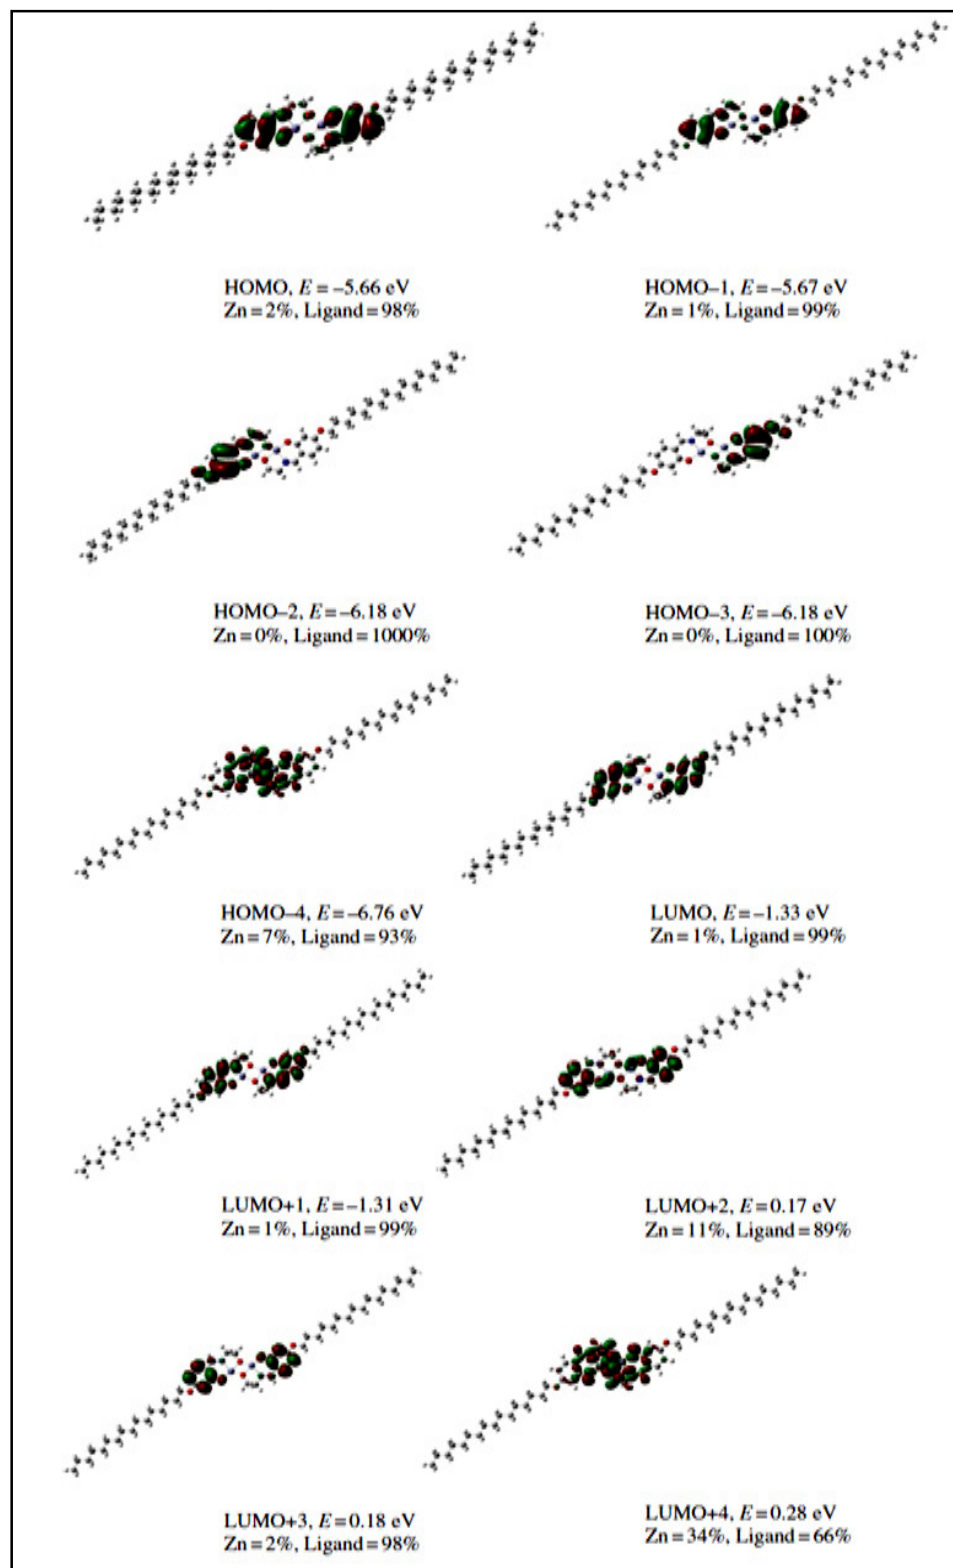 HOMO, E = –5.66 eV
Zn = 2%, Ligand = 98%
HOMO–1, E = –5.67 eV
Zn = 1%, Ligand = 99%
HOMO–2, E = –6.18 eV
Zn = 0%, Ligand = 1000%
HOMO–3, E = –6.18 eV
Zn = 0%, Ligand = 100%
HOMO–4, E = –6.76 eV
Zn = 7%, Ligand = 93%
LUMO, E = –1.33 eV
Zn = 1%, Ligand = 99%
LUMO+1, E = –1.31 eV
Zn = 1%, Ligand = 99%
LUMO+2, E = 0.17 eV
Zn = 11%, Ligand = 89%
LUMO+3, E = 0.18 eV
Zn = 2%, Ligand = 98%
LUMO+4, E = 0.28 eV
Zn = 34%, Ligand = 66%